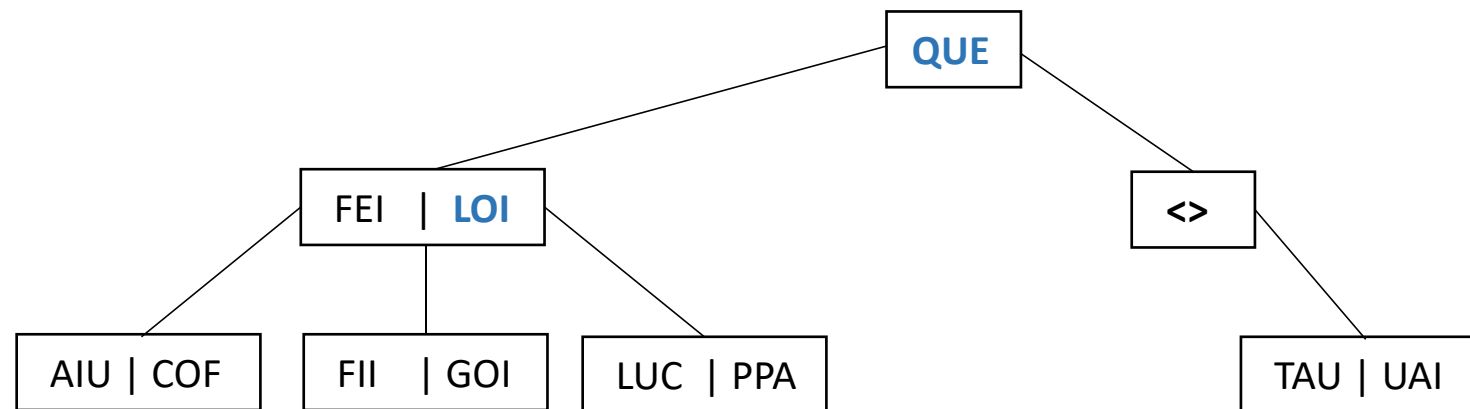 QUE
FEI | LOI
<>
AIU | COF
FII | GOI
LUC | PPA
TAU | UAI